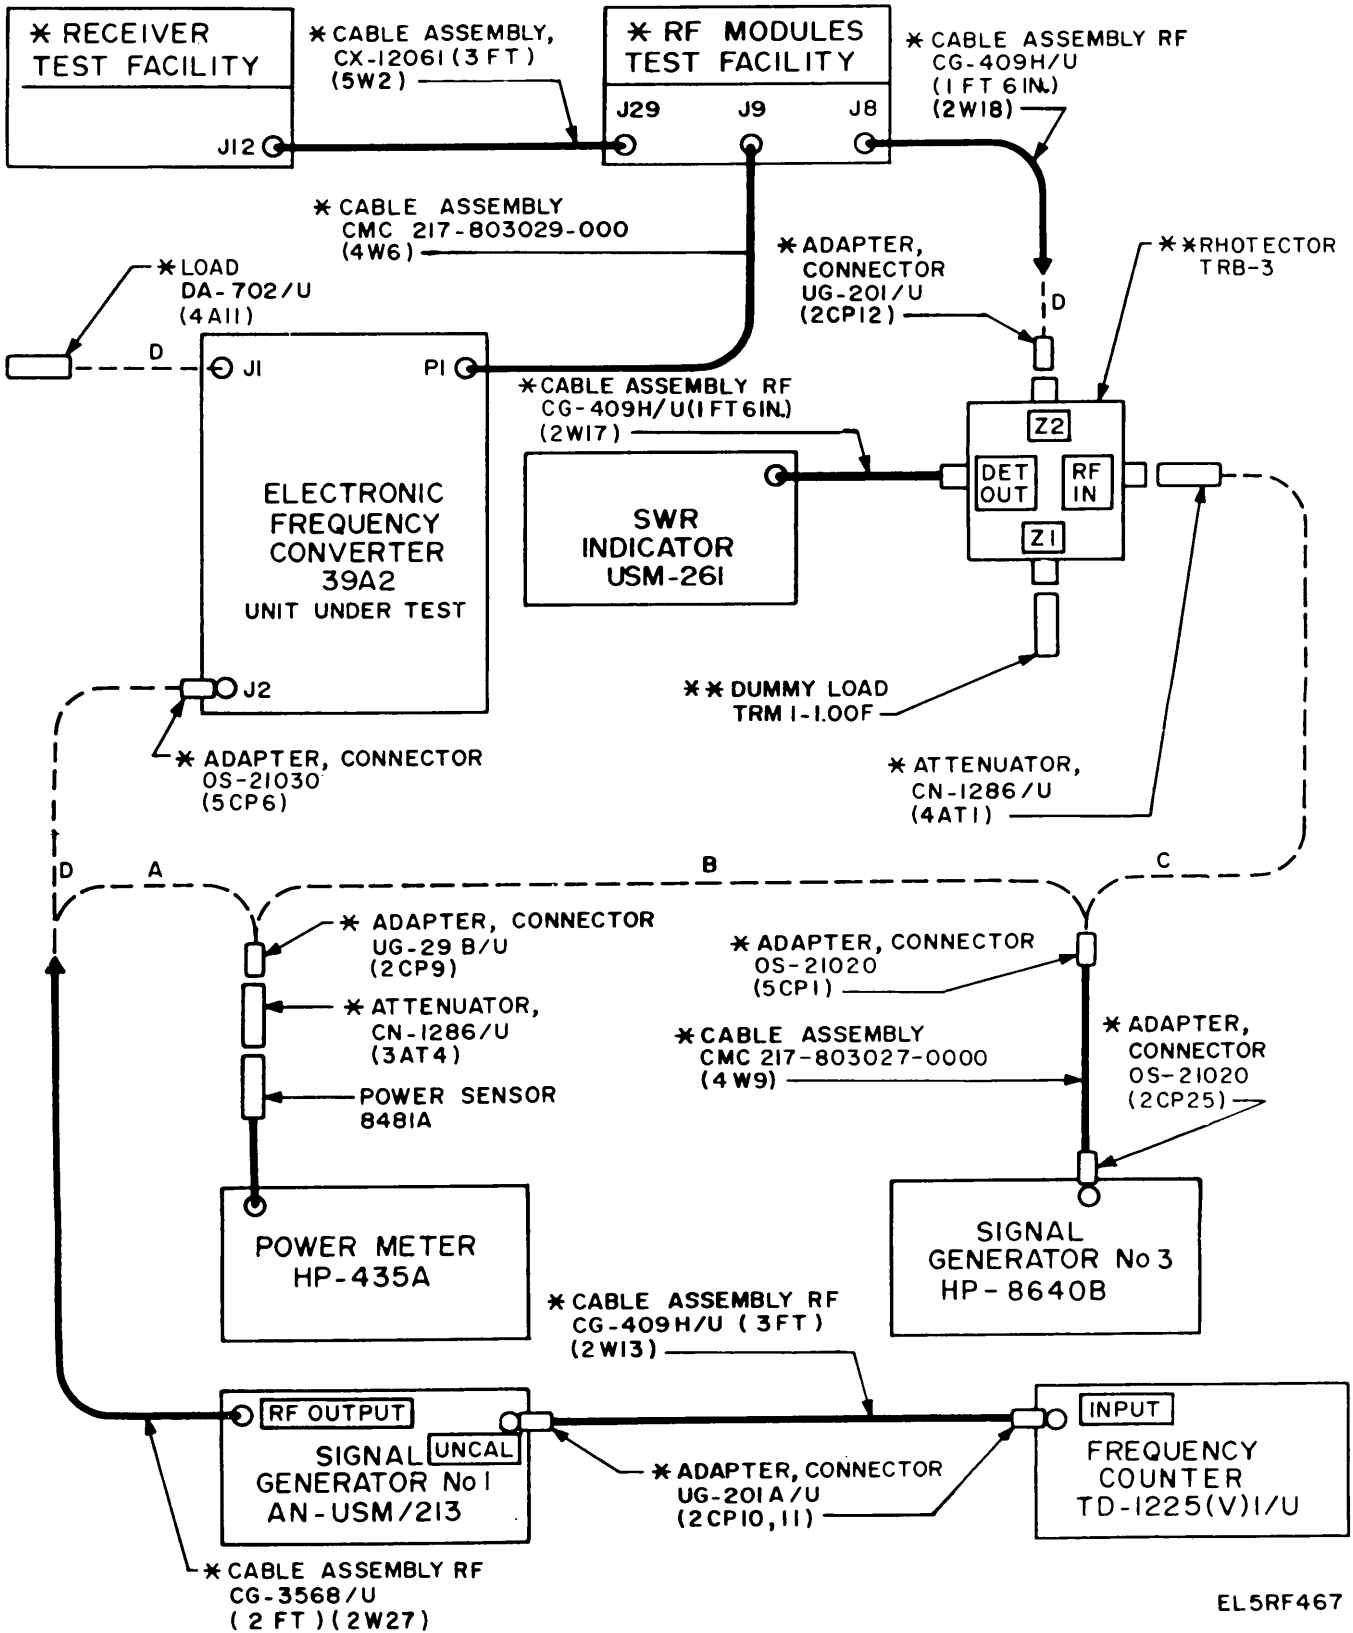 * RECEIVER
TEST FACILITY
J12
* CABLE ASSEMBLY,
CX-12061 (3 FT)
(5W2)
* RF MODULES
TEST FACILITY
J29
J9
J8
* CABLE ASSEMBLY RF
CG-409H/U
(1 FT 6IN.)
(2W18)
* CABLE ASSEMBLY
CMC 217-803029-000
(4W6)
* ADAPTER,
CONNECTOR
UG-201/U
(2CP12)
D
* *RHOTECTOR
TRB-3
* LOAD
DA-702/U
(4A11)
D
J1
P1
ELECTRONIC
FREQUENCY
CONVERTER
39A2
UNIT UNDER TEST
J2
* CABLE ASSEMBLY RF
CG-409H/U(1 FT 6IN.)
(2W17)
SWR
INDICATOR
USM-261
Z2
DET
OUT
RF
IN
Z1
* * DUMMY LOAD
TRM 1-1.00F
* ADAPTER, CONNECTOR
OS-21030
(5CP6)
* ATTENUATOR,
CN-1286/U
(4AT1)
D
A
B
C
* ADAPTER, CONNECTOR
UG-29 B/U
(2CP9)
* ATTENUATOR,
CN-1286/U
(3AT4)
POWER SENSOR
8481A
* ADAPTER, CONNECTOR
OS-21020
(5CP1)
* CABLE ASSEMBLY
CMC 217-803027-0000
(4W9)
* ADAPTER,
CONNECTOR
OS-21020
(2CP25)
POWER METER
HP-435A
SIGNAL
GENERATOR No 3
HP-8640B
* CABLE ASSEMBLY RF
CG-409H/U (3FT)
(2W13)
RF OUTPUT
UNCAL
SIGNAL
GENERATOR No 1
AN-USM/213
INPUT
FREQUENCY
COUNTER
TD-1225(V)1/U
* ADAPTER, CONNECTOR
UG-201A/U
(2CP10, 11)
* CABLE ASSEMBLY RF
CG-3568/U
(2 FT) (2W27)
EL5RF467